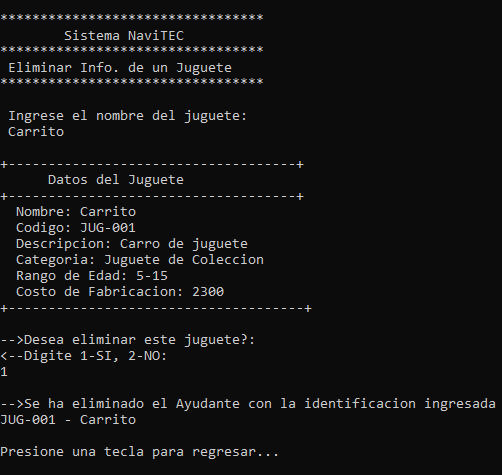 *********************************
Sistema NaviTEC
*********************************
Eliminar Info. de un Juguete
*********************************
Ingrese el nombre del juguete:
Carrito
+------------------------------------+
Datos del Juguete
+------------------------------------+
Nombre: Carrito
Codigo: JUG-001
Descripcion: Carro de juguete
Categoria: Juguete de Coleccion
Rango de Edad: 5-15
Costo de Fabricacion: 2300
+-------------------------------------+
-->Desea eliminar este juguete?:
<--Digite 1-SI, 2-NO:
1
-->Se ha eliminado el Ayudante con la identificacion ingresada
JUG-001 - Carrito
Presione una tecla para regresar...